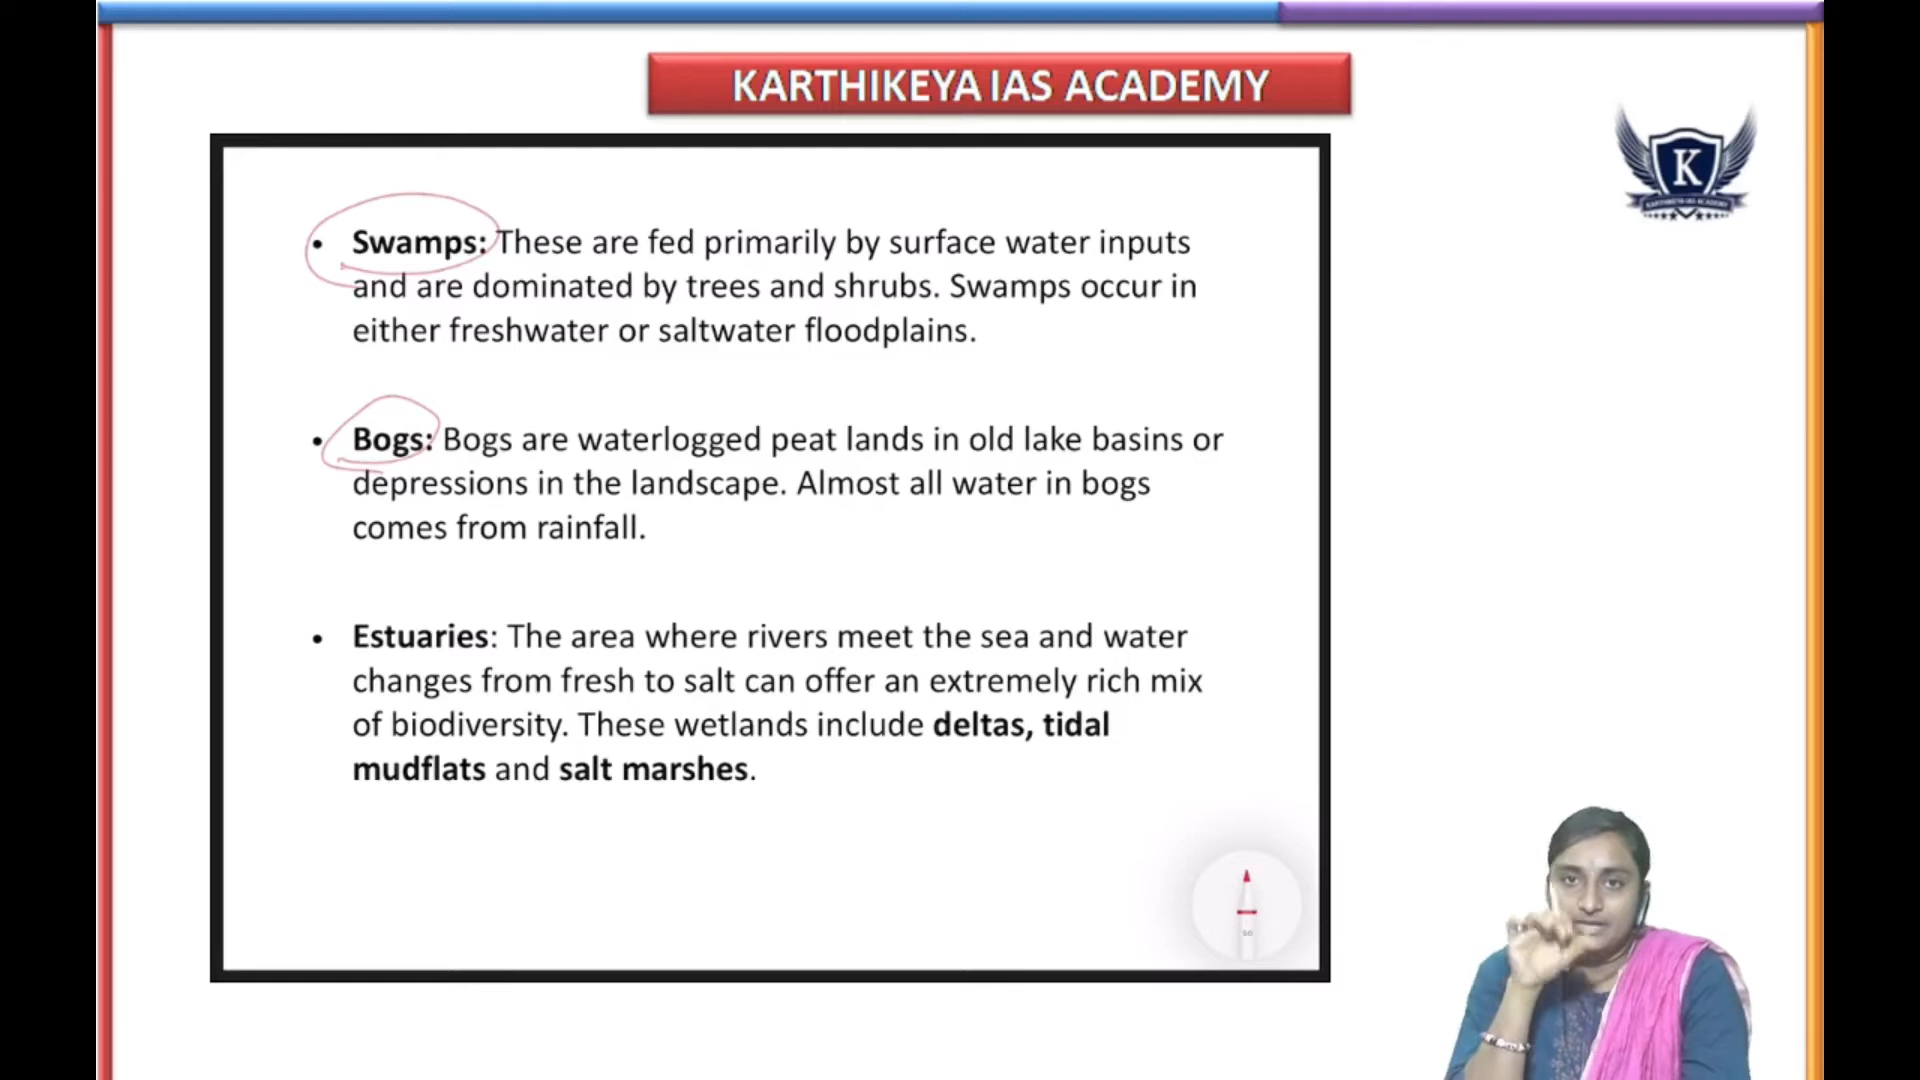 KARTHIKEYA IAS ACADEMY
K
KARTHIKEYA IAS ACADEMY
• Swamps: These are fed primarily by surface water inputs
and are dominated by trees and shrubs. Swamps occur in
either freshwater or saltwater floodplains.
• Bogs: Bogs are waterlogged peat lands in old lake basins or
depressions in the landscape. Almost all water in bogs
comes from rainfall.
• Estuaries: The area where rivers meet the sea and water
changes from fresh to salt can offer an extremely rich mix
of biodiversity. These wetlands include deltas, tidal
mudflats and salt marshes.